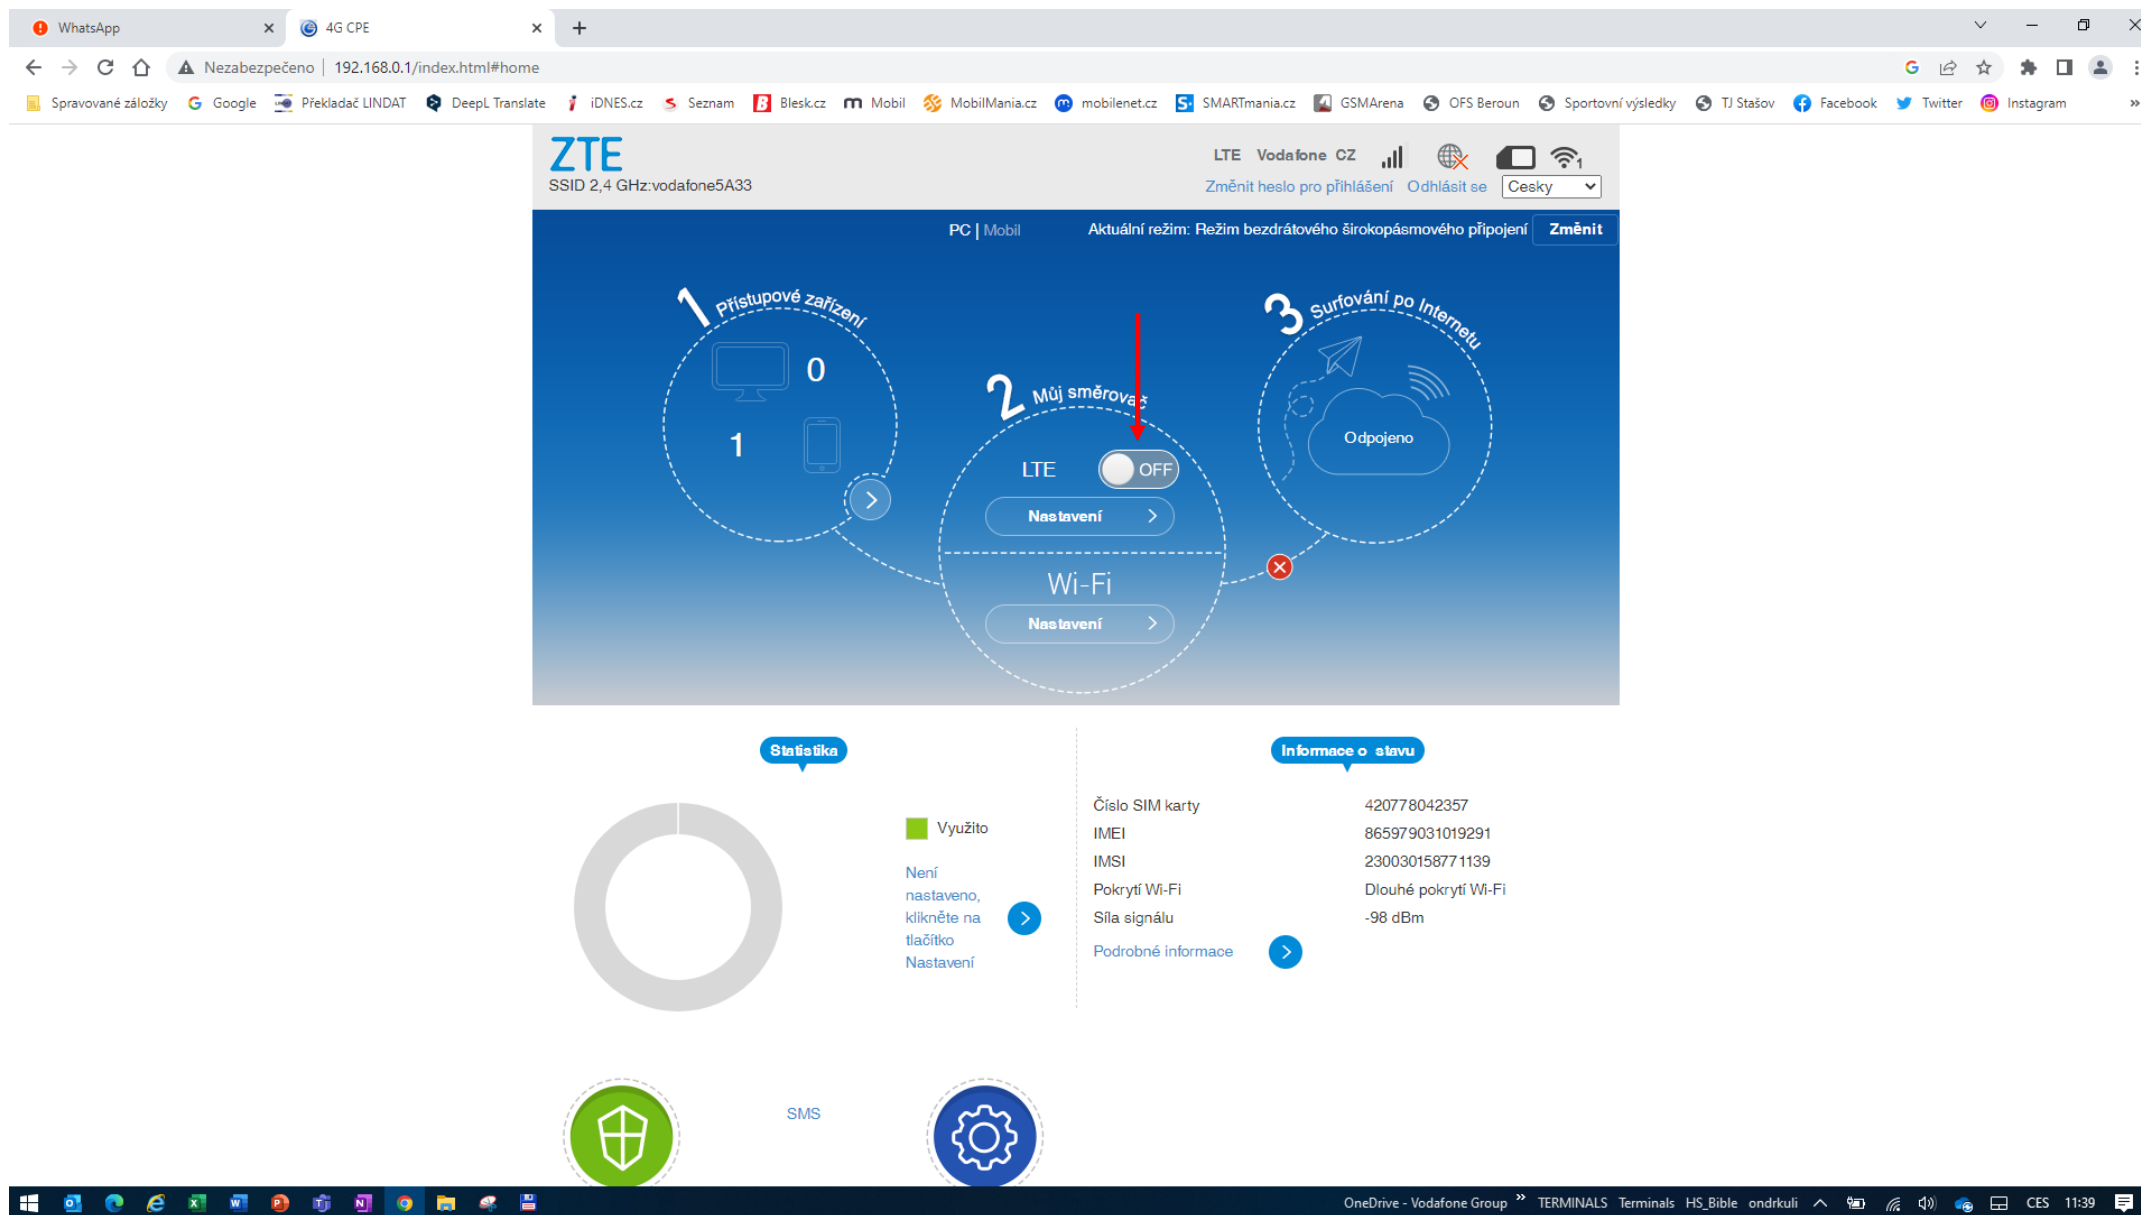 WhatsApp
4G CPE
Nezabezpečeno | 192.168.0.1/index.html#home
Spravované záložky Google Překladač LINDAT DeepL Translate iDNES.cz Seznam Blesk.cz Mobil MobilMania.cz mobilenet.cz SMARTmania.cz GSMArena OFS Beroun Sportovní výsledky TJ Stašov Facebook Twitter Instagram »
ZTE
LTE Vodafone CZ 1
SSID 2,4 GHz:vodafone5A33
Změnit heslo pro přihlášení Odhlásit se Cesky
PC | Mobil Aktuální režim: Režim bezdrátového širokopásmového připojení Změnit
1 Přístupové zařízení
0
1
2 Můj směrovač
LTE OFF
Nastavení
Wi-Fi
Nastavení
3 Surfování po Internetu
Odpojeno
Statistika
Využito
Není
nastaveno,
klikněte na
tlačítko
Nastavení
Informace o stavu
Číslo SIM karty 420778042357
IMEI 865979031019291
IMSI 230030158771139
Pokrytí Wi-Fi Dlouhé pokrytí Wi-Fi
Síla signálu -98 dBm
Podrobné informace
SMS
OneDrive - Vodafone Group » TERMINALS Terminals HS_Bible ondrkuli CES 11:39